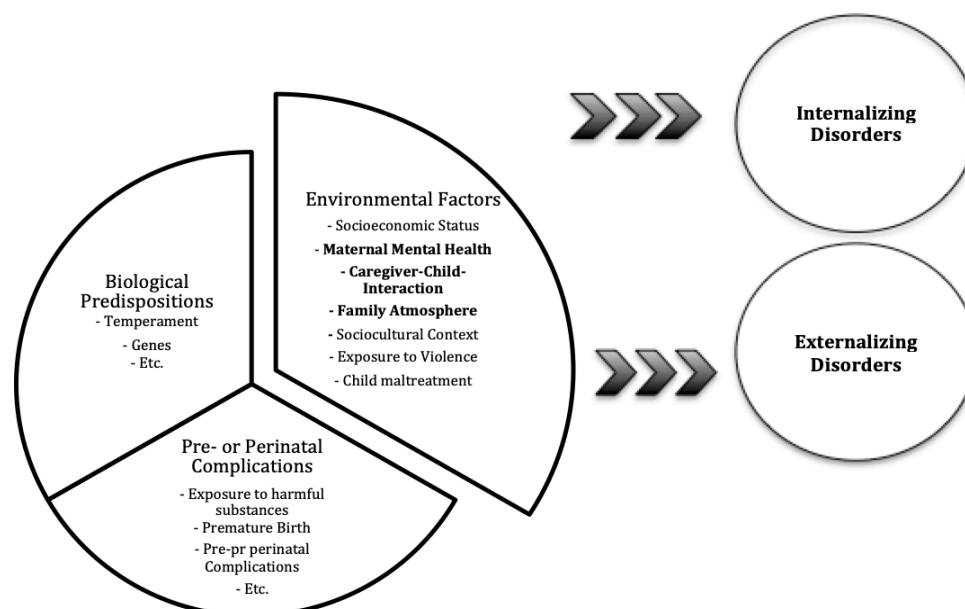 Internalizing
Disorders
Environmental Factors
- Socioeconomic Status
- Maternal Mental Health
- Caregiver-Child-
Interaction
- Family Atmosphere
- Sociocultural Context
- Exposure to Violence
- Child maltreatment
Biological
Predispositions
- Temperament
- Genes
- Etc.
Externalizing
Disorders
Pre- or Perinatal
Complications
- Exposure to harmful
substances
- Premature Birth
- Pre-pr perinatal
Complications
- Etc.